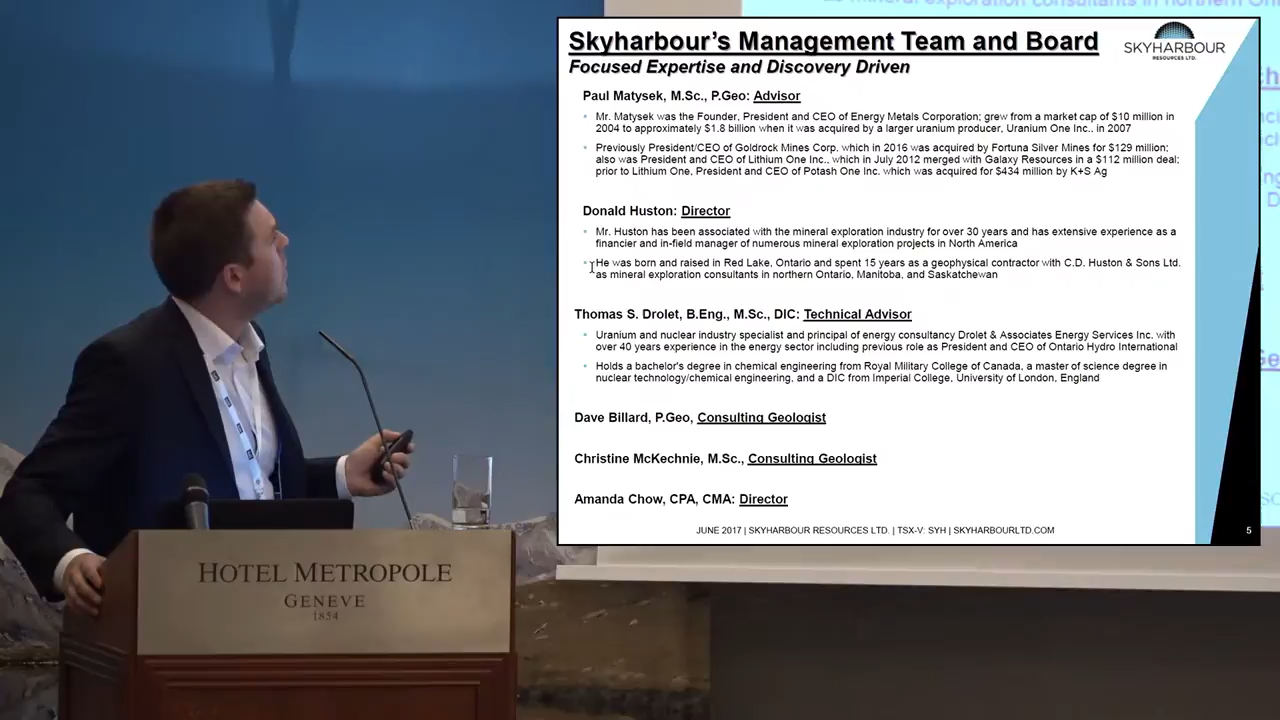 Skyharbour's Management Team and Board
Focused Expertise and Discovery Driven
SKYHARBOUR
RESOURCES LTD.
Paul Matysek, M.Sc., P.Geo: Advisor
Mr. Matysek was the Founder, President and CEO of Energy Metals Corporation; grew from a market cap of $10 million in
2004 to approximately $1.8 billion when it was acquired by a larger uranium producer, Uranium One Inc., in 2007
Previously President/CEO of Goldrock Mines Corp. which in 2016 was acquired by Fortuna Silver Mines for $129 million;
also was President and CEO of Lithium One Inc., which in July 2012 merged with Galaxy Resources in a $112 million deal;
prior to Lithium One, President and CEO of Potash One Inc. which was acquired for $434 million by K+S Ag
Donald Huston: Director
Mr. Huston has been associated with the mineral exploration industry for over 30 years and has extensive experience as a
financier and in-field manager of numerous mineral exploration projects in North America
He was born and raised in Red Lake, Ontario and spent 15 years as a geophysical contractor with C.D. Huston & Sons Ltd.
as mineral exploration consultants in northern Ontario, Manitoba, and Saskatchewan
Thomas S. Drolet, B.Eng., M.Sc., DIC: Technical Advisor
Uranium and nuclear industry specialist and principal of energy consultancy Drolet & Associates Energy Services Inc. with
over 40 years experience in the energy sector including previous role as President and CEO of Ontario Hydro International
Holds a bachelor's degree in chemical engineering from Royal Military College of Canada, a master of science degree in
nuclear technology/chemical engineering, and a DIC from Imperial College, University of London, England
Dave Billard, P.Geo, Consulting Geologist
Christine McKechnie, M.Sc., Consulting Geologist
Amanda Chow, CPA, CMA: Director
JUNE 2017 | SKYHARBOUR RESOURCES LTD. | TSX-V: SYH | SKYHARBOURLTD.COM
5
HOTEL METROPOLE
GENEVE
1854